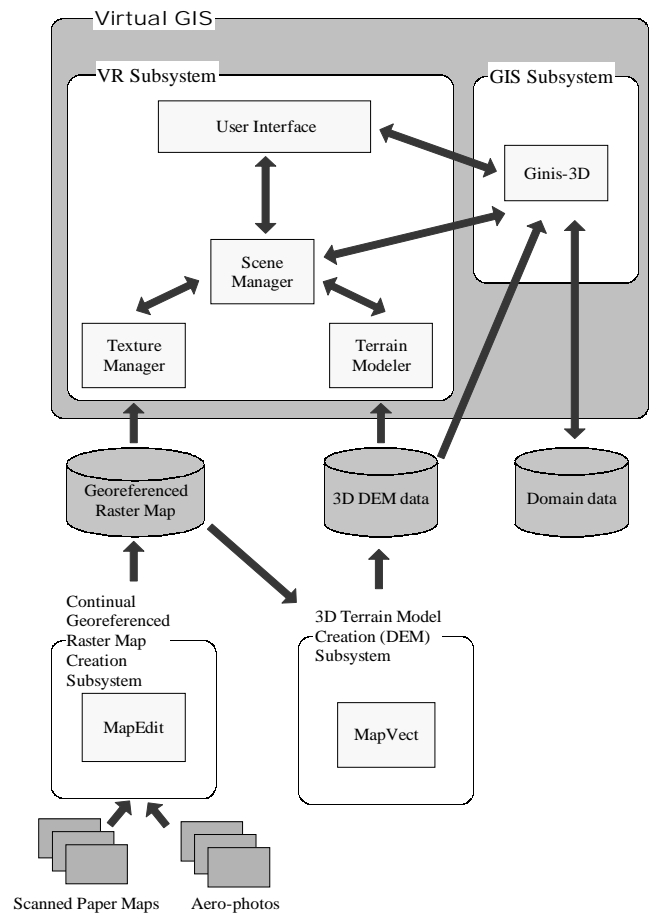 Virtual GIS
VR Subsystem
GIS Subsystem
User Interface
Ginis-3D
Scene
Manager
Texture
Manager
Terrain
Modeler
Georeferenced
Raster Map
3D DEM data
Domain data
Continual
Georeferenced
Raster Map
Creation
Subsystem
3D Terrain Model
Creation (DEM)
Subsystem
MapEdit
MapVect
Scanned Paper Maps
Aero-photos